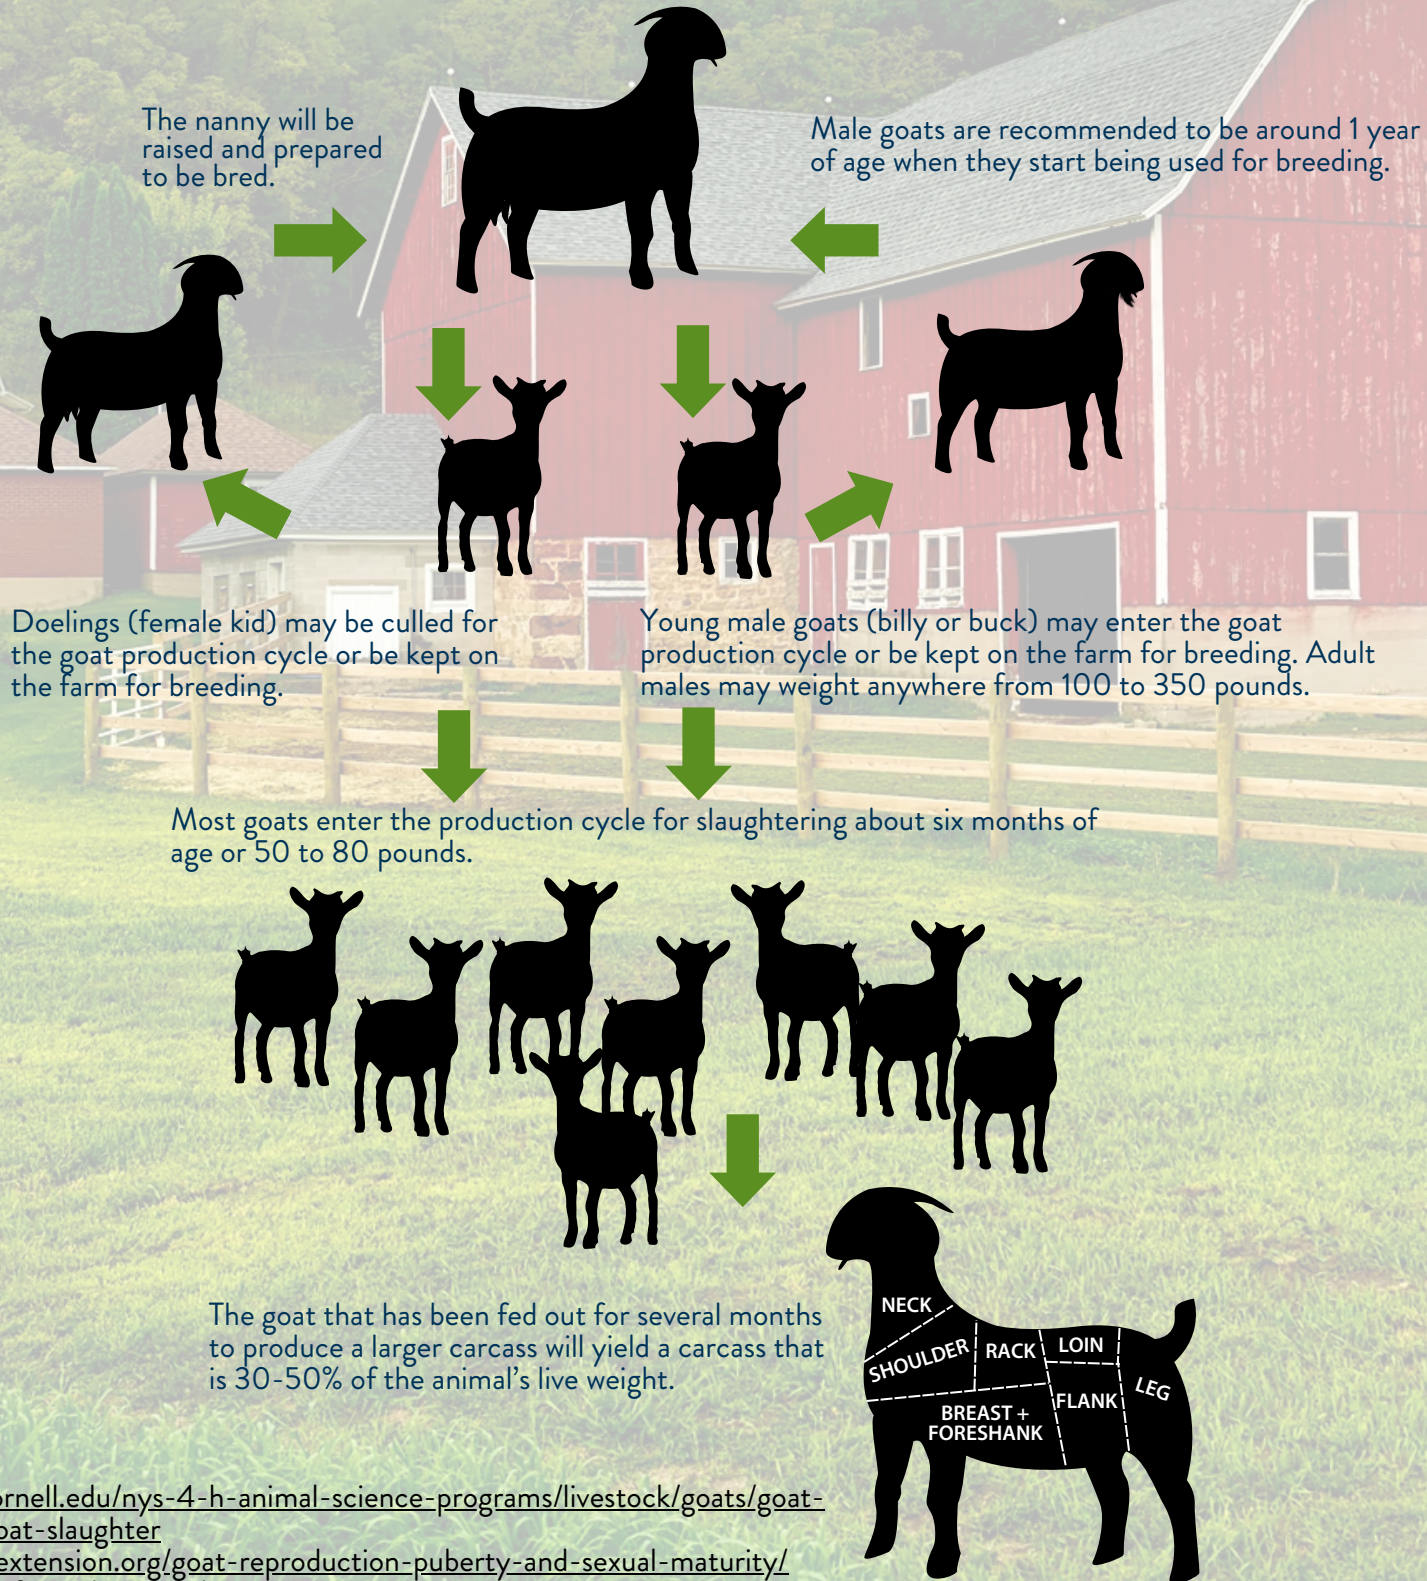 The nanny will be
raised and prepared
to be bred.
Male goats are recommended to be around 1 year
of age when they start being used for breeding.
Doelings (female kid) may be culled for
the goat production cycle or be kept on
the farm for breeding.
Young male goats (billy or buck) may enter the goat
production cycle or be kept on the farm for breeding. Adult
males may weight anywhere from 100 to 350 pounds.
Most goats enter the production cycle for slaughtering about six months of
age or 50 to 80 pounds.
The goat that has been fed out for several months
to produce a larger carcass will yield a carcass that
is 30-50% of the animal's live weight.
NECK
SHOULDER
RACK
LOIN
LEG
FLANK
BREAST +
FORESHANK
ornell.edu/nys-4-h-animal-science-programs/livestock/goats/goat-
oat-slaughter
extension.org/goat-reproduction-puberty-and-sexual-maturity/